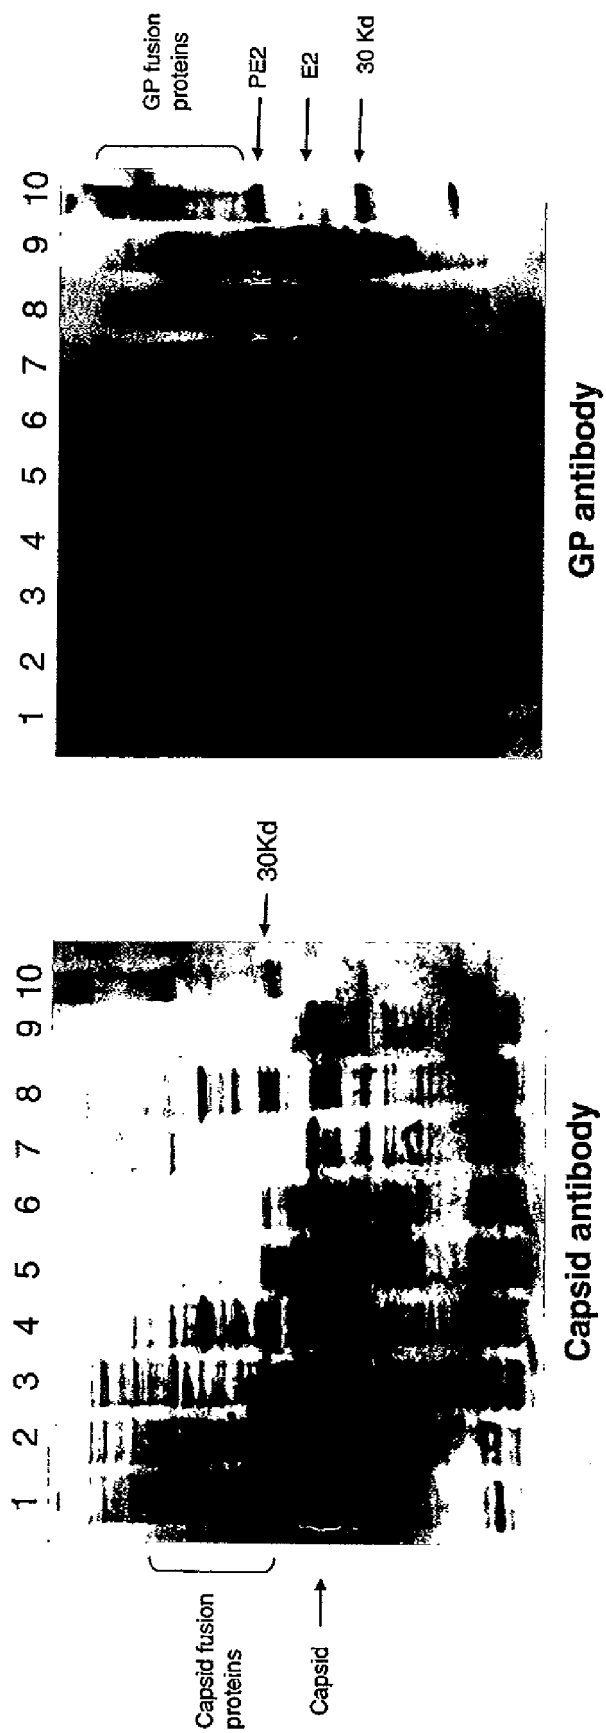 1 2 3 4 5 6 7 8 9 10
Capsid fusion
proteins
Capsid
30Kd
Capsid antibody
1 2 3 4 5 6 7 8 9 10
GP fusion
proteins
PE2
E2
30 Kd
GP antibody